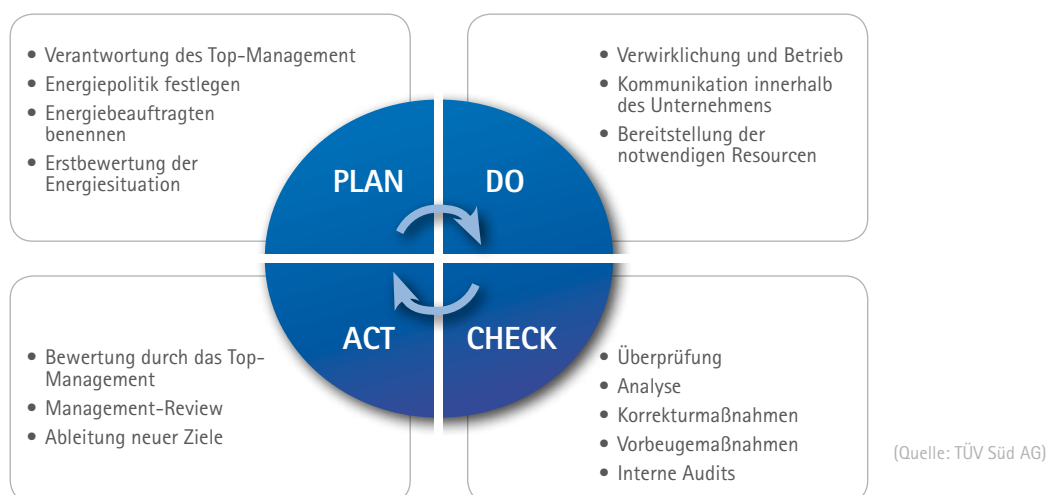 • Verantwortung des Top-Management
• Energiepolitik festlegen
• Energiebeauftragten
benennen
• Erstbewertung der
Energiesituation
PLAN
DO
• Verwirklichung und Betrieb
• Kommunikation innerhalb
des Unternehmens
• Bereitstellung der
notwendigen Resourcen
ACT
CHECK
• Bewertung durch das Top-
Management
• Management-Review
• Ableitung neuer Ziele
• Überprüfung
• Analyse
• Korrekturmaßnahmen
• Vorbeugemaßnahmen
• Interne Audits
(Quelle: TÜV Süd AG)